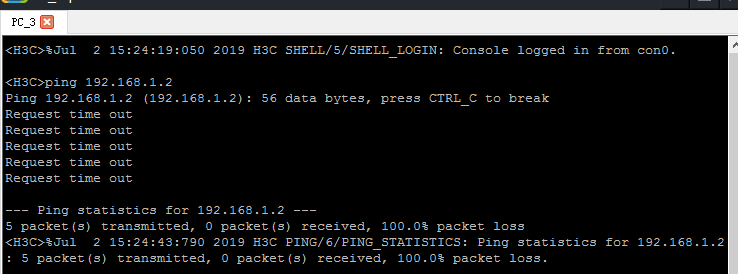 PC_3
<H3C>%Jul  2 15:24:19:050 2019 H3C SHELL/5/SHELL_LOGIN: Console logged in from con0.
<H3C>ping 192.168.1.2
Ping 192.168.1.2 (192.168.1.2): 56 data bytes, press CTRL_C to break
Request time out
Request time out
Request time out
Request time out
Request time out
--- Ping statistics for 192.168.1.2 ---
5 packet(s) transmitted, 0 packet(s) received, 100.0% packet loss
<H3C>%Jul  2 15:24:43:790 2019 H3C PING/6/PING_STATISTICS: Ping statistics for 192.168.1.2
: 5 packet(s) transmitted, 0 packet(s) received, 100.0% packet loss.